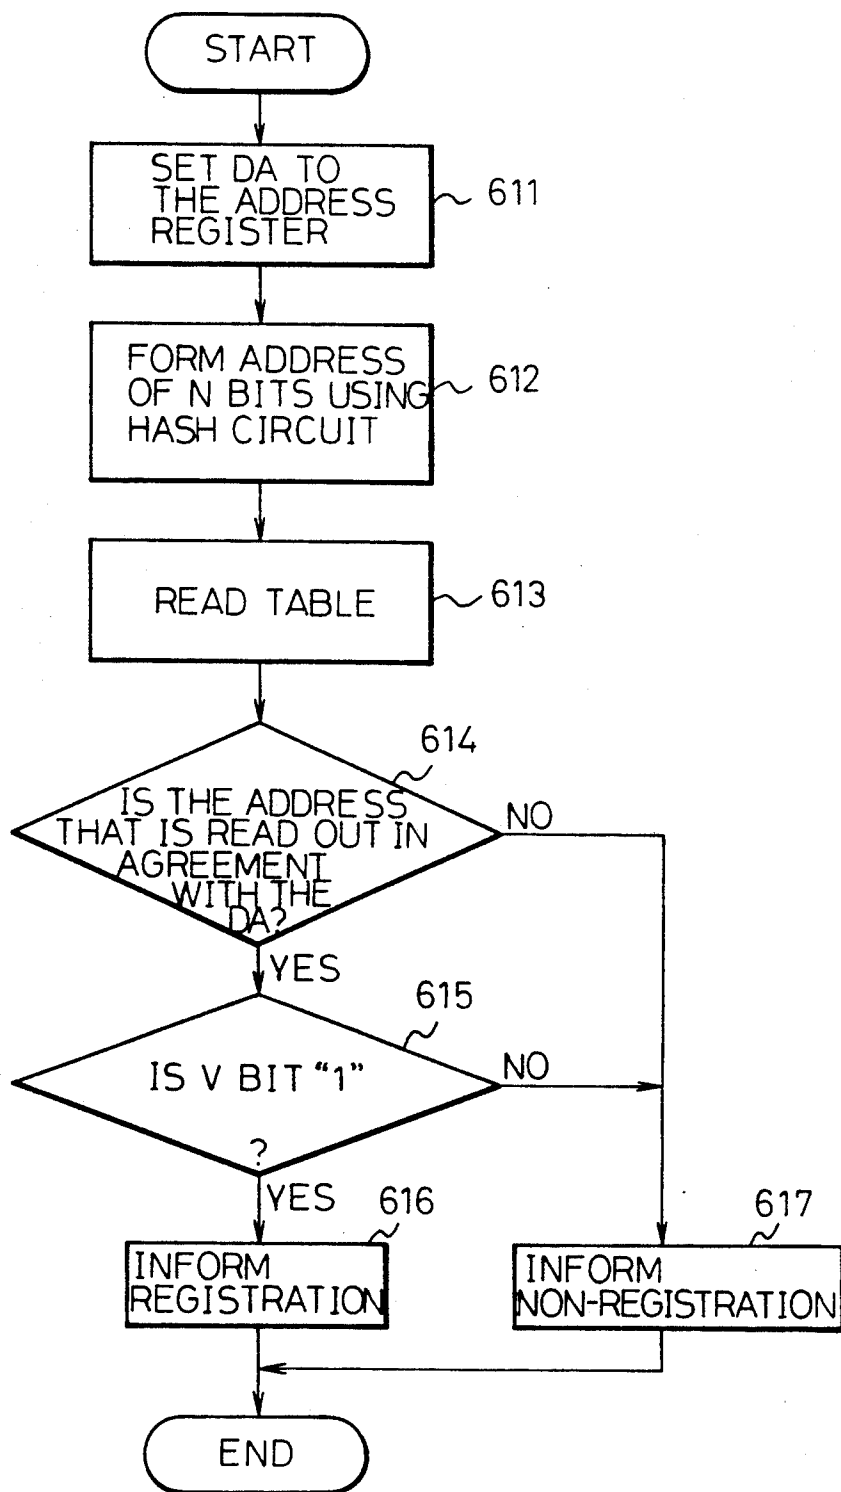 START
SET DA TO
THE ADDRESS
REGISTER
611
FORM ADDRESS
OF N BITS USING
HASH CIRCUIT
612
READ TABLE
613
614
IS THE ADDRESS
THAT IS READ OUT IN
AGREEMENT
WITH THE
DA?
NO
YES
615
IS V BIT “1”
?
NO
YES
616
INFORM
REGISTRATION
617
INFORM
NON-REGISTRATION
END